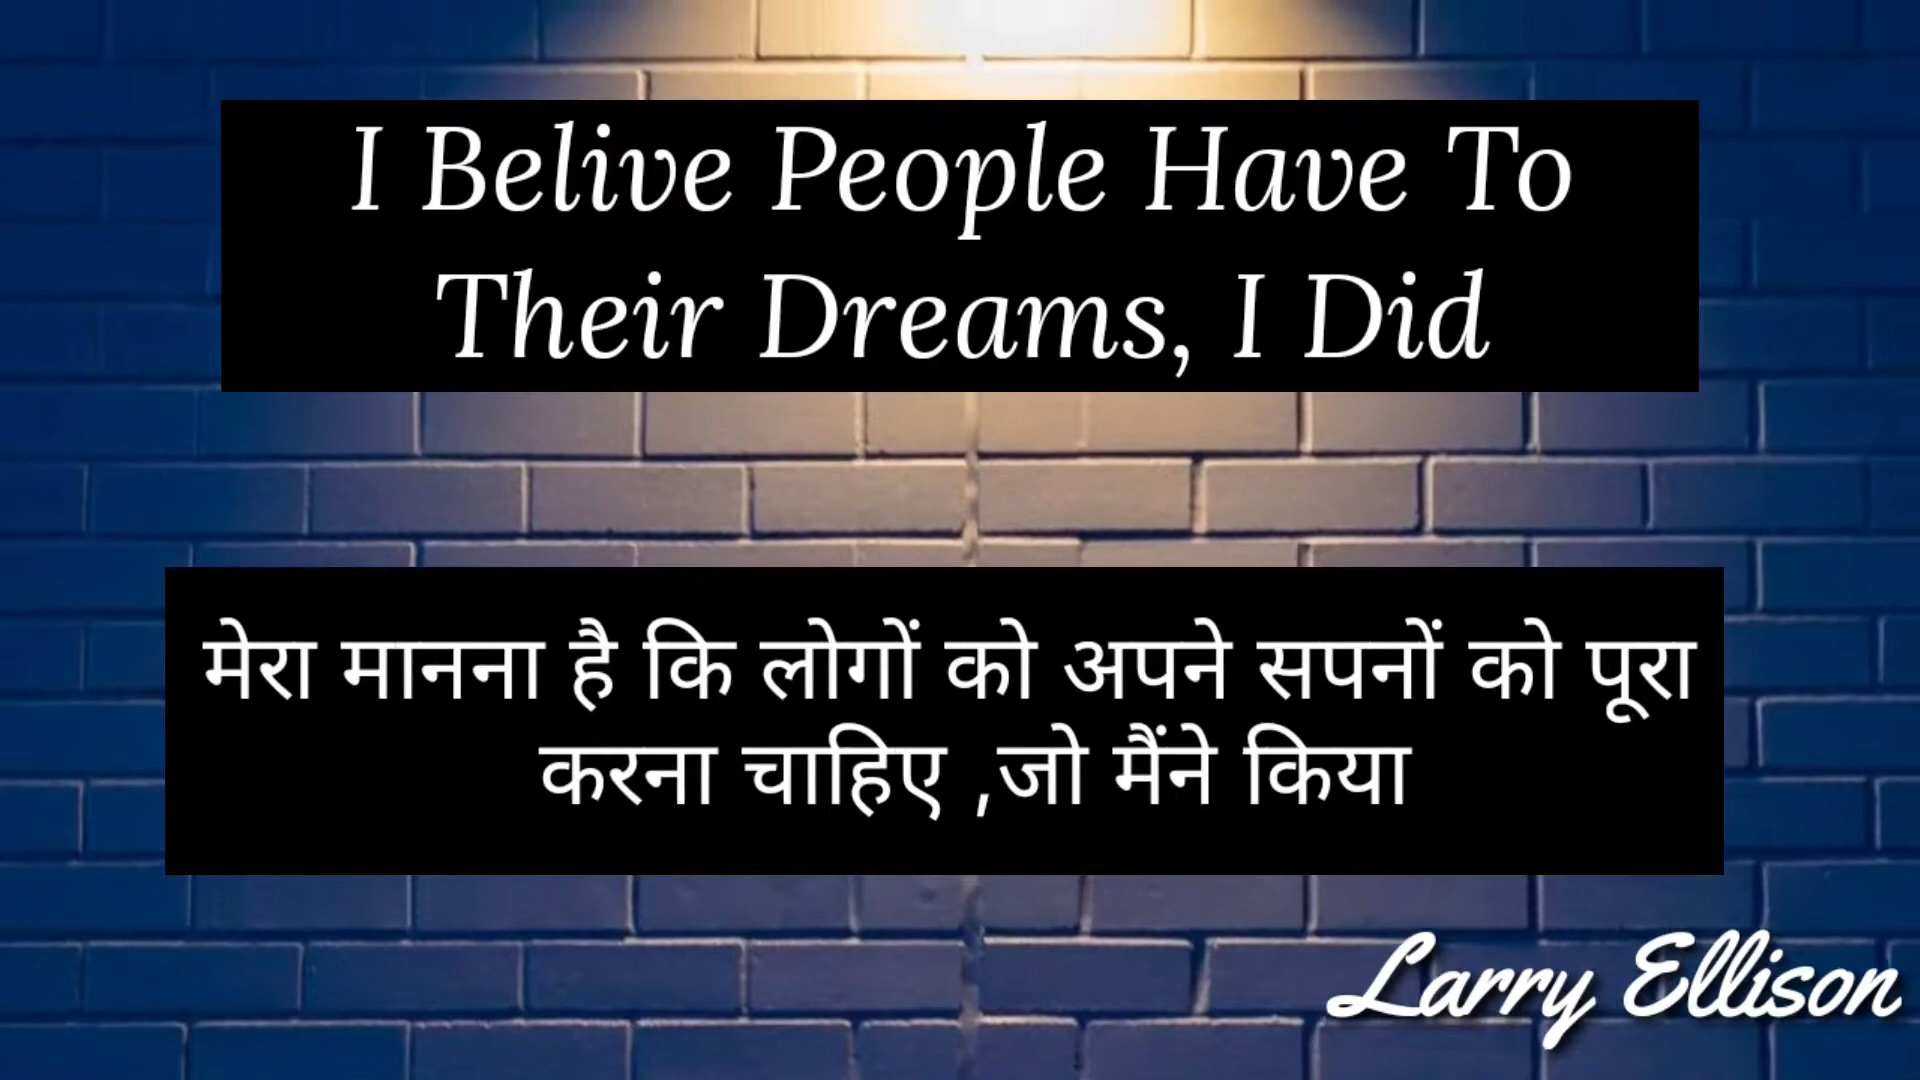 I Belive People Have To
Their Dreams, I Did
मेरा मानना है कि लोगों को अपने सपनों को पूरा
करना चाहिए ,जो मैंने किया
Larry Ellison